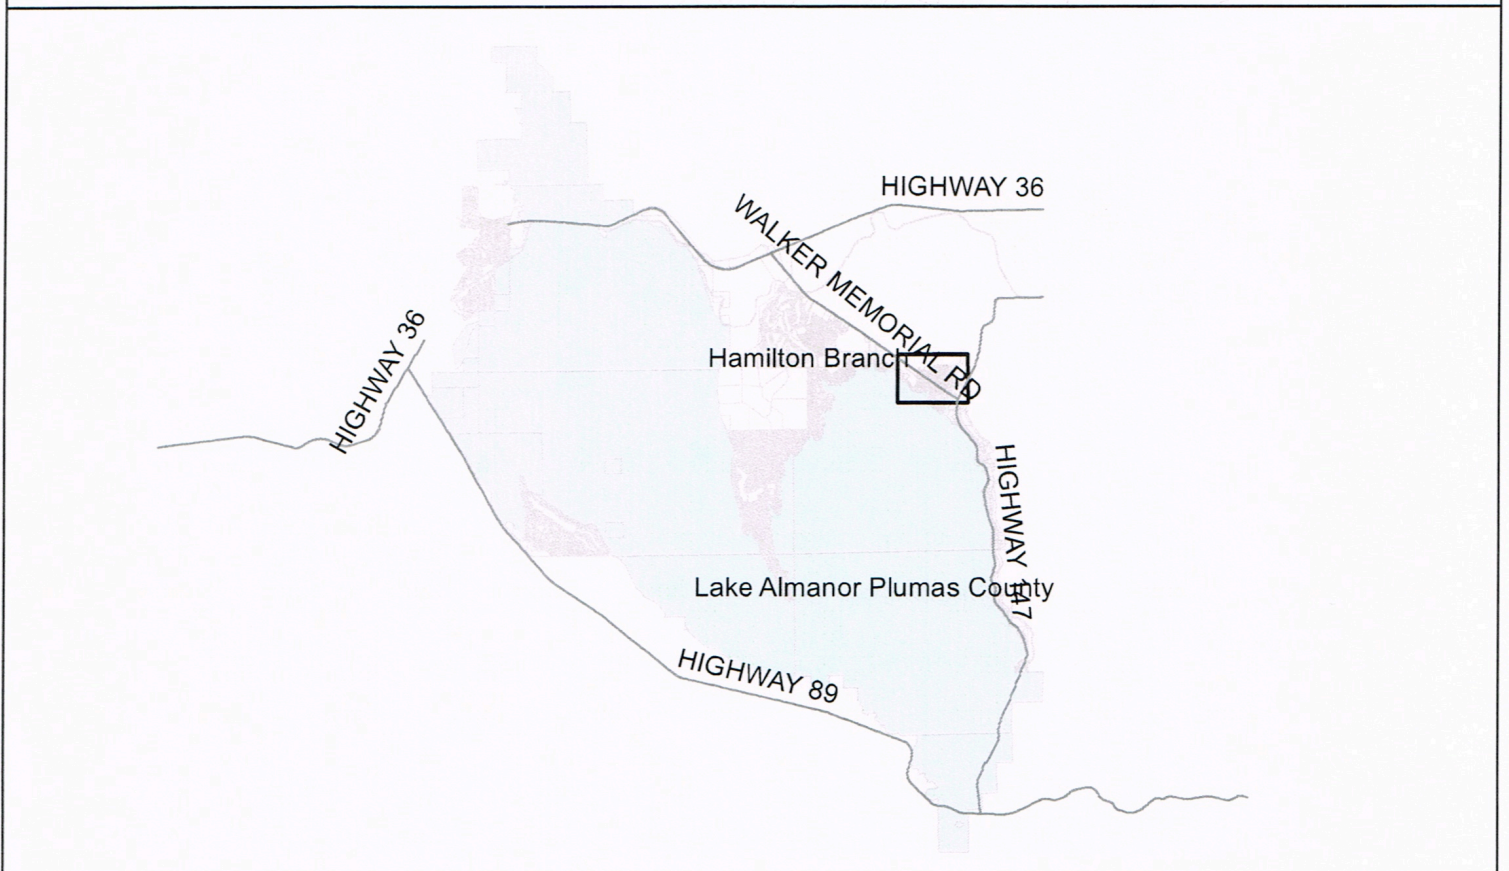 HIGHWAY 36
WALKER MEMORIAL RD
HIGHWAY 36
Hamilton Branch
HIGHWAY 147
Lake Almanor Plumas County
HIGHWAY 89